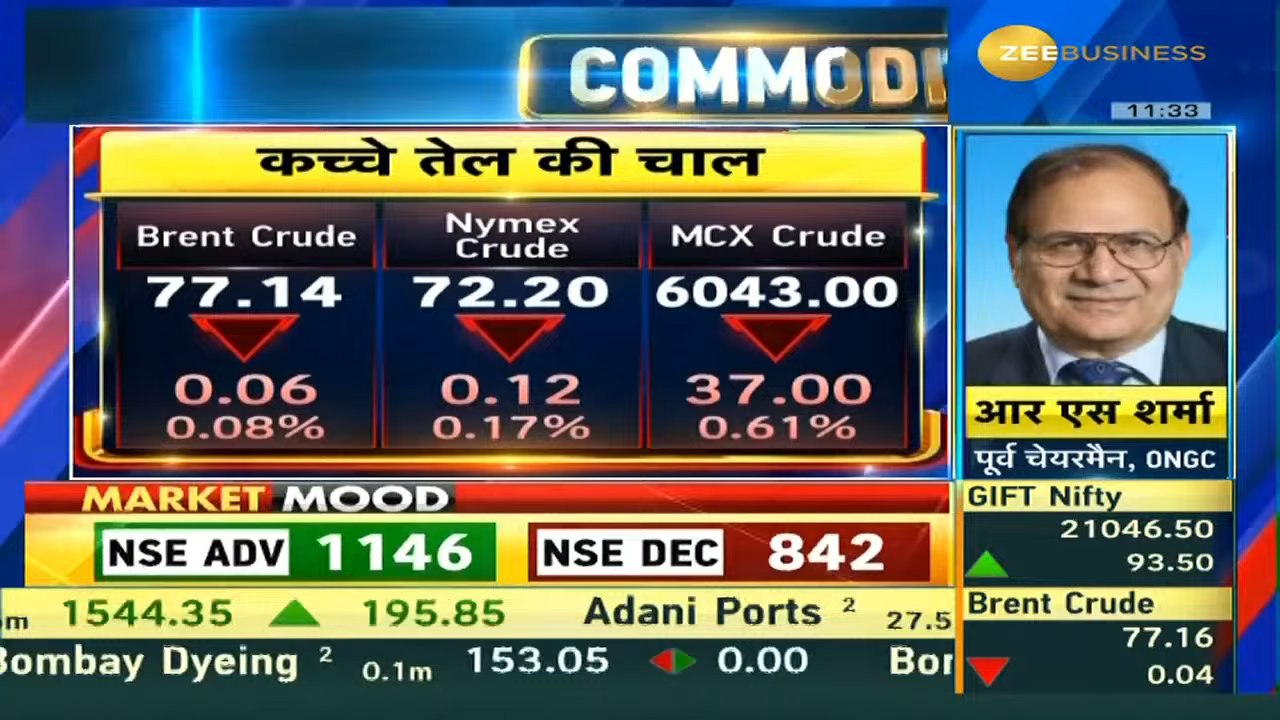 COMMODI
ZEEBUSINESS
11:33
कच्चे तेल की चाल
Brent Crude
77.14
0.06
0.08%
Nymex
Crude
72.20
0.12
0.17%
MCX Crude
6043.00
37.00
0.61%
आर एस शर्मा
पूर्व चेयरमैन, ONGC
MARKET MOOD
NSE ADV 1146 NSE DEC 842
GIFT Nifty
21046.50
93.50
Brent Crude
77.16
0.04
m 1544.35 195.85 Adani Ports 2 27.5
Bombay Dyeing 2 0.1m 153.05 0.00 Bor